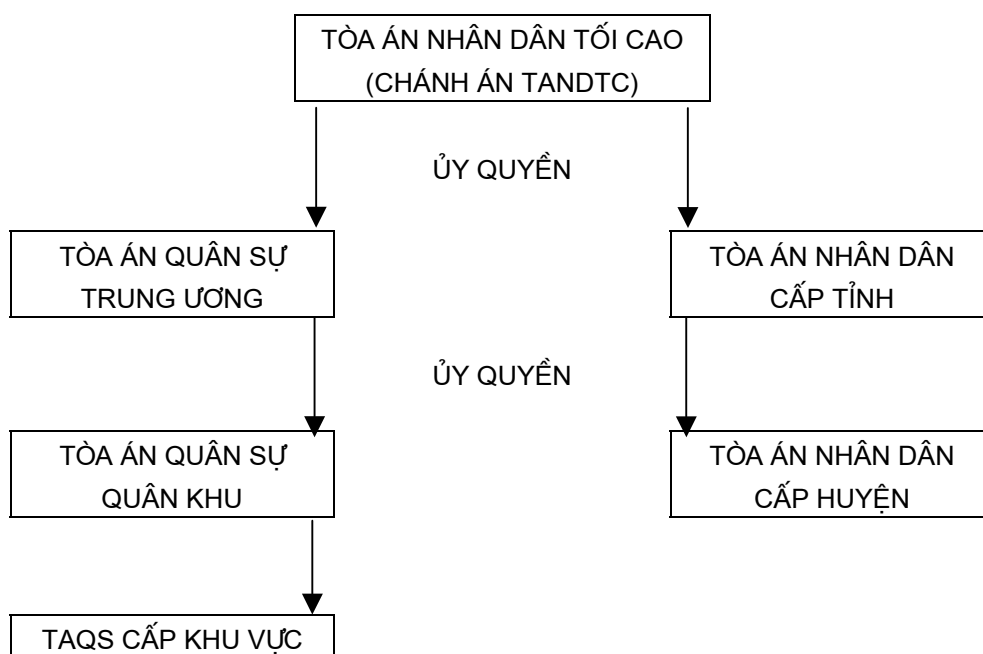 TÒA ÁN NHÂN DÂN TỐI CAO
(CHÁNH ÁN TANDTC)
ỦY QUYỀN
TÒA ÁN QUÂN SỰ
TRUNG ƯƠNG
TÒA ÁN NHÂN DÂN
CẤP TỈNH
ỦY QUYỀN
TÒA ÁN QUÂN SỰ
QUÂN KHU
TÒA ÁN NHÂN DÂN
CẤP HUYỆN
TAQS CẤP KHU VỰC